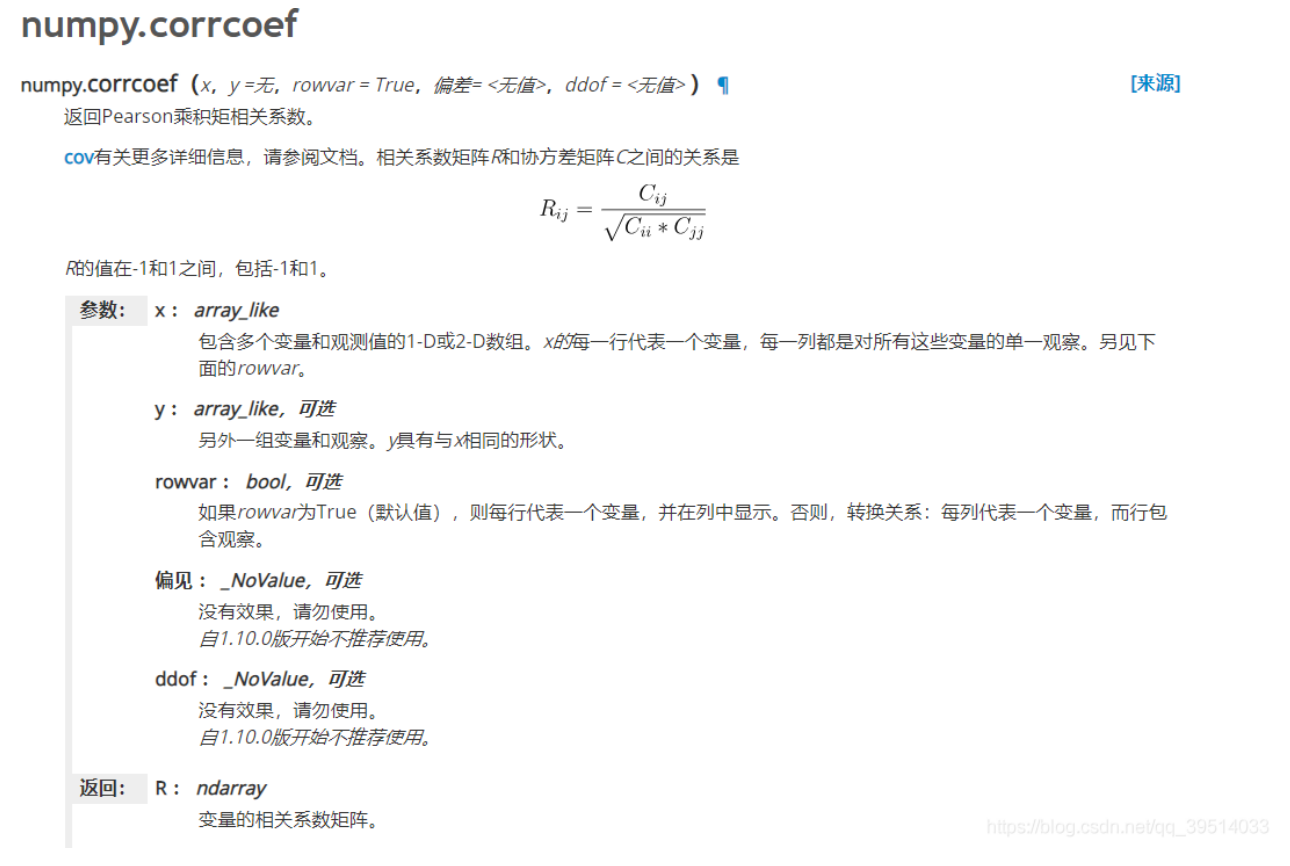 numpy.corrcoef
numpy.corrcoef (x, y =无, rowvar = True, 偏差= <无值>, ddof = <无值> ) ¶ [来源]
返回Pearson乘积矩相关系数。
cov有关更多详细信息，请参阅文档。相关系数矩阵R和协方差矩阵C之间的关系是
R_{ij} = \frac{C_{ij}}{\sqrt{C_{ii} * C_{jj}}}
R的值在-1和1之间，包括-1和1。
参数： x： array_like
包含多个变量和观测值的1-D或2-D数组。x的每一行代表一个变量，每一列都是对所有这些变量的单一观察。另见下
面的rowvar。
y： array_like，可选
另外一组变量和观察。y具有与x相同的形状。
rowvar： bool，可选
如果rowvar为True（默认值），则每行代表一个变量，并在列中显示。否则，转换关系：每列代表一个变量，而行包
含观察。
偏见： _NoValue，可选
没有效果，请勿使用。
自1.10.0版开始不推荐使用。
ddof： _NoValue，可选
没有效果，请勿使用。
自1.10.0版开始不推荐使用。
返回： R： ndarray
变量的相关系数矩阵。
https://blog.csdn.net/qq_39514033